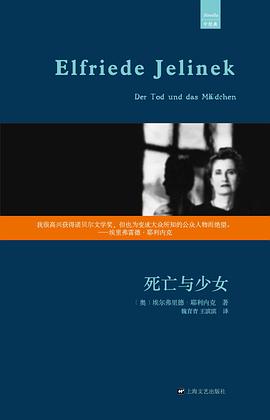 Elfriede Jelinek
Der Tod und das Mädchen
我很高兴获得诺贝尔文学奖，但也为变成大众所知的公众人物而绝望。
——埃里弗雷德·耶利内克
死亡与少女
〔奥〕埃尔弗里德·耶利内克 著
魏育青 王滨滨 译
上海文艺出版社